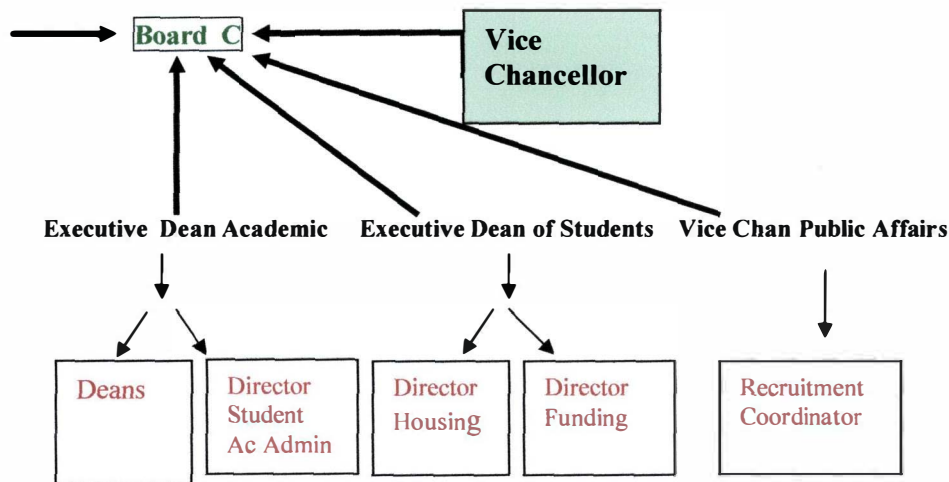 Board C
Vice
Chancellor
Executive Dean Academic
Executive Dean of Students
Vice Chan Public Affairs
Deans
Director
Student
Ac Admin
Director
Housing
Director
Funding
Recruitment
Coordinator